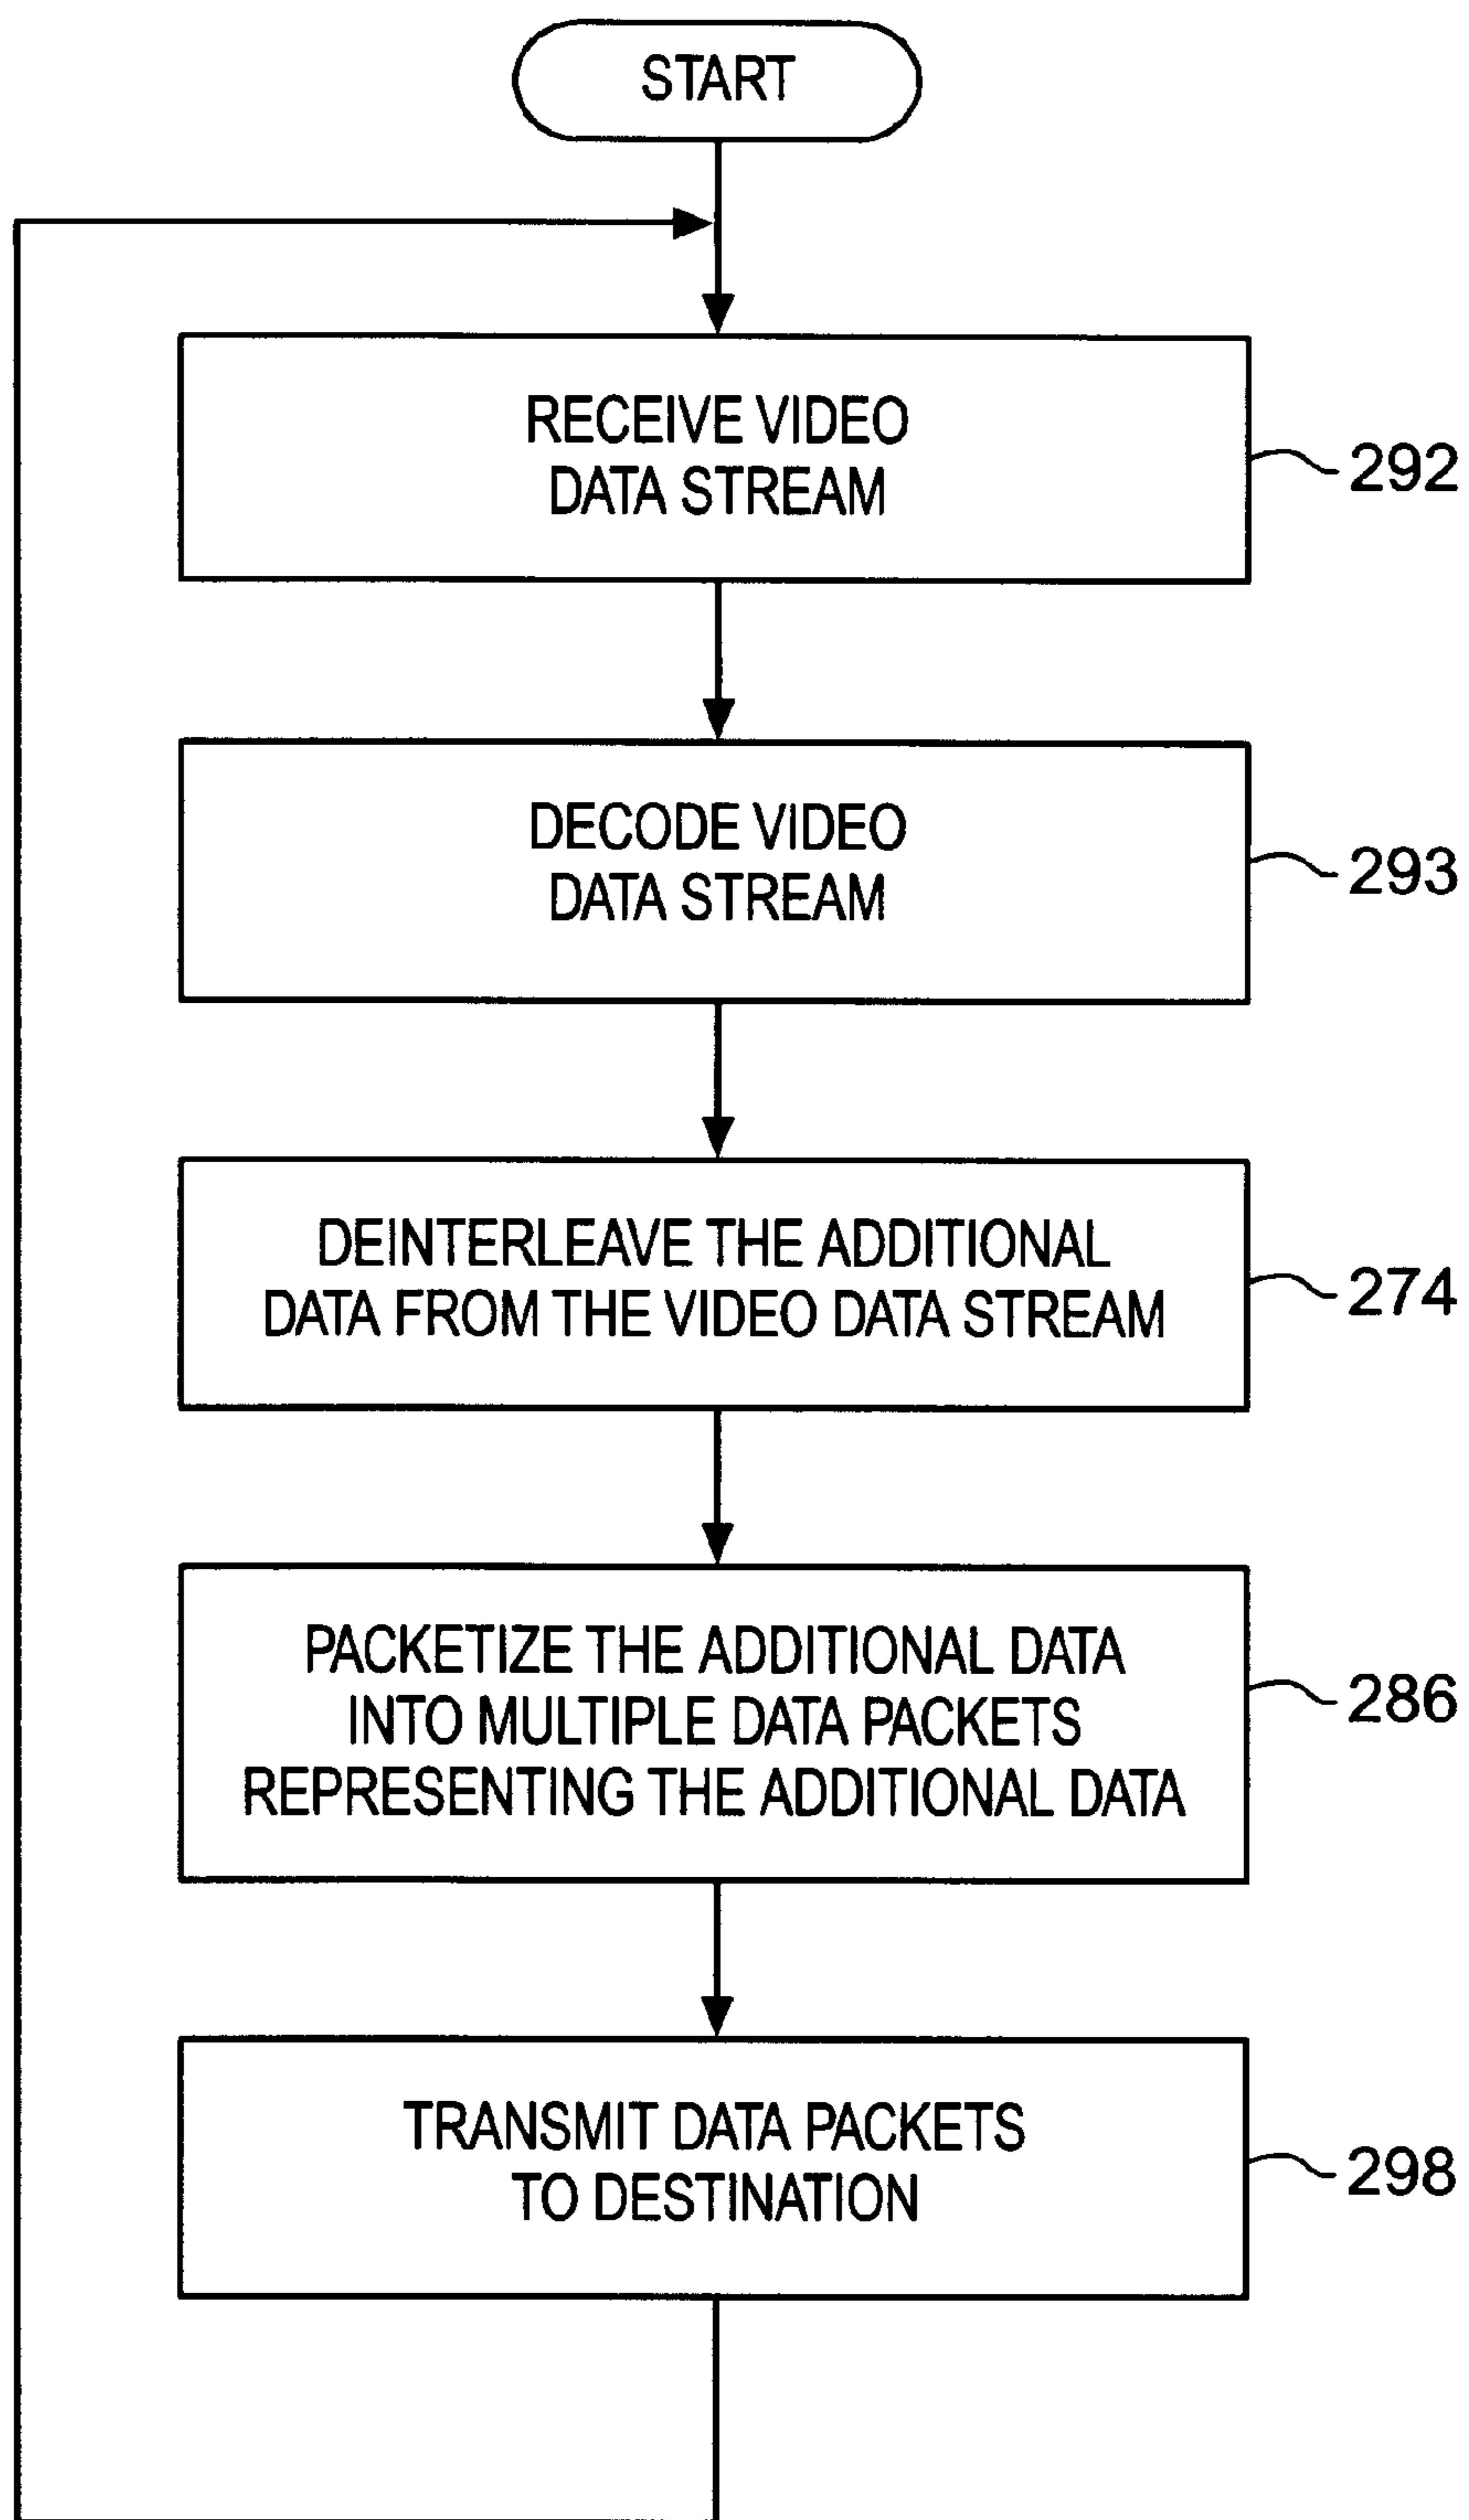 START
RECEIVE VIDEO
DATA STREAM
292
DECODE VIDEO
DATA STREAM
293
DEINTERLEAVE THE ADDITIONAL
DATA FROM THE VIDEO DATA STREAM
274
PACKETIZE THE ADDITIONAL DATA
INTO MULTIPLE DATA PACKETS
REPRESENTING THE ADDITIONAL DATA
286
TRANSMIT DATA PACKETS
TO DESTINATION
298